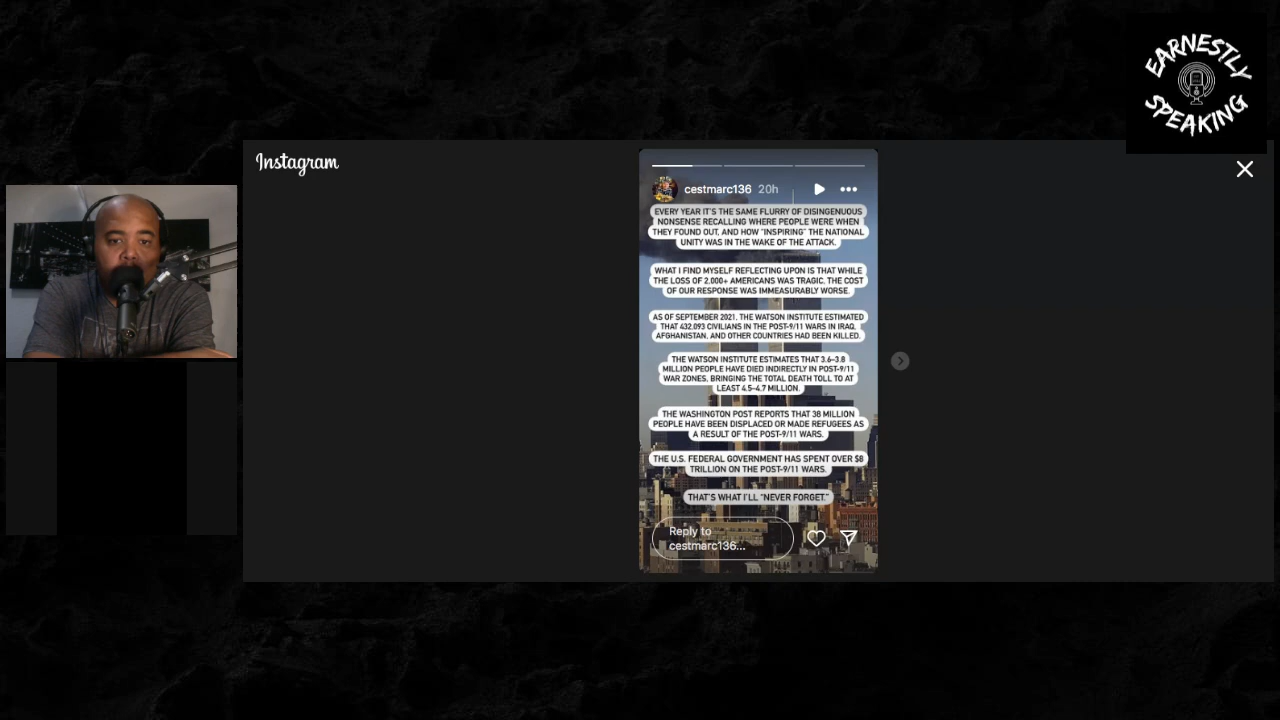 EARNESTLY
SPEAKING
Instagram
cestmarc136 20h
EVERY YEAR IT'S THE SAME FLURRY OF DISINGENUOUS
NONSENSE RECALLING WHERE PEOPLE WERE WHEN
THEY FOUND OUT, AND HOW "INSPIRING" THE NATIONAL
UNITY WAS IN THE WAKE OF THE ATTACK.
WHAT I FIND MYSELF REFLECTING UPON IS THAT WHILE
THE LOSS OF 2,000+ AMERICANS WAS TRAGIC, THE COST
OF OUR RESPONSE WAS IMMEASURABLY WORSE.
AS OF SEPTEMBER 2021, THE WATSON INSTITUTE ESTIMATED
THAT 432,093 CIVILIANS IN THE POST-9/11 WARS IN IRAQ,
AFGHANISTAN, AND OTHER COUNTRIES HAD BEEN KILLED.
THE WATSON INSTITUTE ESTIMATES THAT 3.6–3.8
MILLION PEOPLE HAVE DIED INDIRECTLY IN POST-9/11
WAR ZONES, BRINGING THE TOTAL DEATH TOLL TO AT
LEAST 4.5–4.7 MILLION.
THE WASHINGTON POST REPORTS THAT 38 MILLION
PEOPLE HAVE BEEN DISPLACED OR MADE REFUGEES AS
A RESULT OF THE POST-9/11 WARS.
THE U.S. FEDERAL GOVERNMENT HAS SPENT OVER $8
TRILLION ON THE POST-9/11 WARS.
THAT'S WHAT I'LL "NEVER FORGET."
Reply to
cestmarc136...